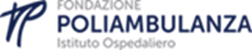 FONDAZIONE
POLIAMBULANZA
Istituto Ospedaliero